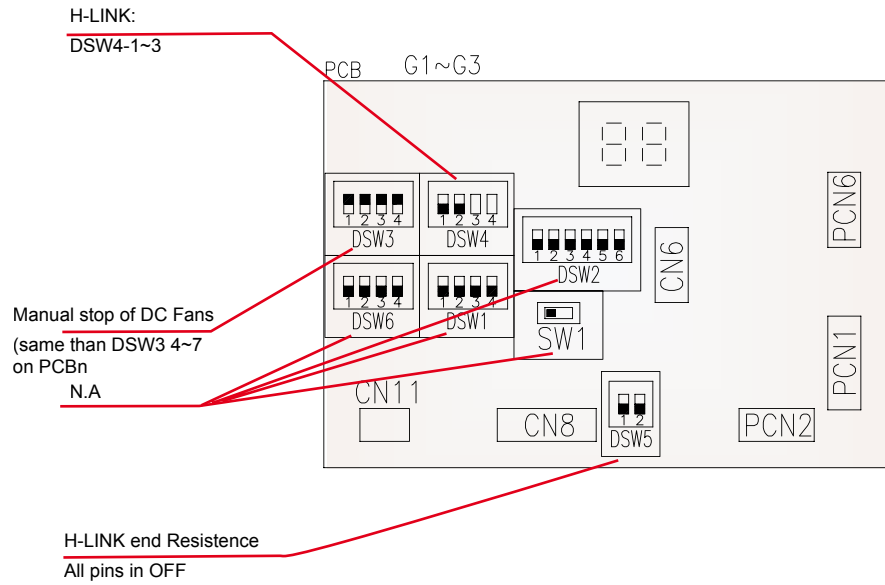 H-LINK:
DSW4-1~3
PCB G1~G3
PCN6
1 2 3 4
DSW3
1 2 3 4
DSW4
1 2 3 4 5 6
DSW2
CN6
1 2 3 4
DSW6
1 2 3 4
DSW1
SW1
PCN1
Manual stop of DC Fans
(same than DSW3 4~7
on PCBn
N.A
CN11
CN8
1 2
DSW5
PCN2
H-LINK end Resistence
All pins in OFF